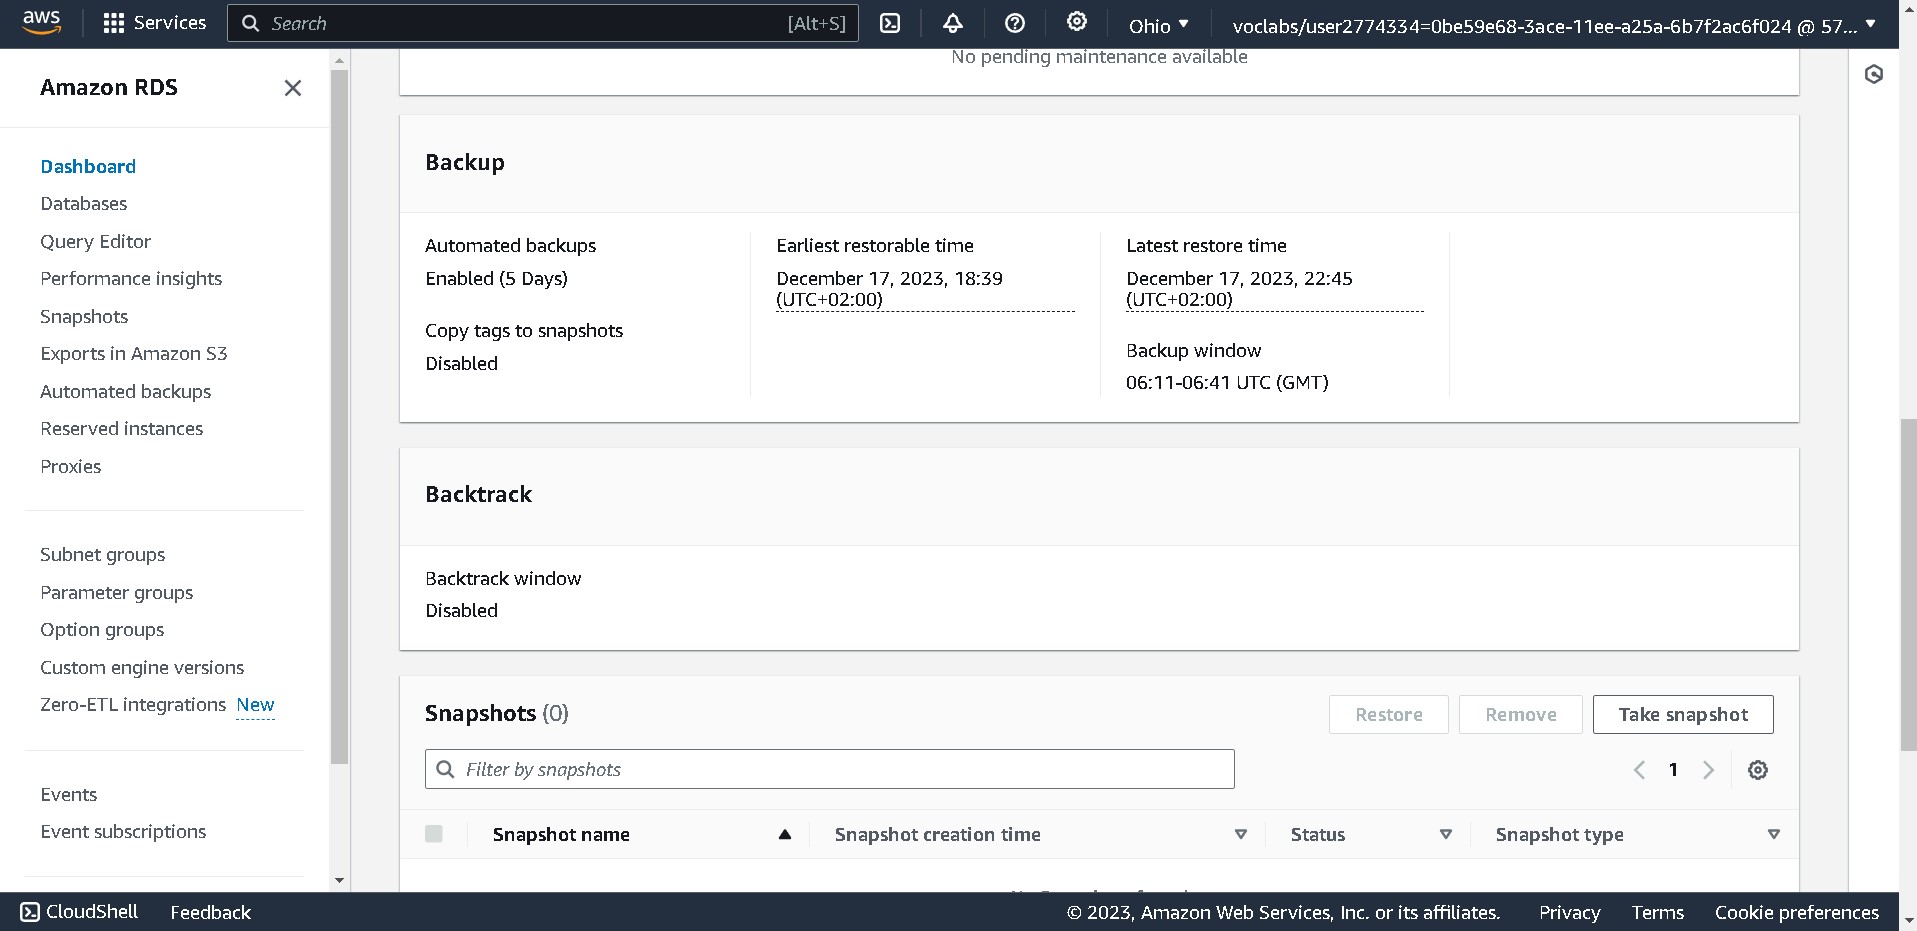 aws
Services
Search
[Alt+S]
Ohio
voclabs/user2774334=0be59e68-3ace-11ee-a25a-6b7f2ac6f024 @ 57...
Amazon RDS
Dashboard
Databases
Query Editor
Performance insights
Snapshots
Exports in Amazon S3
Automated backups
Reserved instances
Proxies
Subnet groups
Parameter groups
Option groups
Custom engine versions
Zero-ETL integrations New
Events
Event subscriptions
No pending maintenance available
Backup
Automated backups
Enabled (5 Days)
Copy tags to snapshots
Disabled
Earliest restorable time
December 17, 2023, 18:39
(UTC+02:00)
Latest restore time
December 17, 2023, 22:45
(UTC+02:00)
Backup window
06:11-06:41 UTC (GMT)
Backtrack
Backtrack window
Disabled
Snapshots (0)
Restore
Remove
Take snapshot
Filter by snapshots
1
Snapshot name
Snapshot creation time
Status
Snapshot type
CloudShell
Feedback
© 2023, Amazon Web Services, Inc. or its affiliates.
Privacy
Terms
Cookie preferences